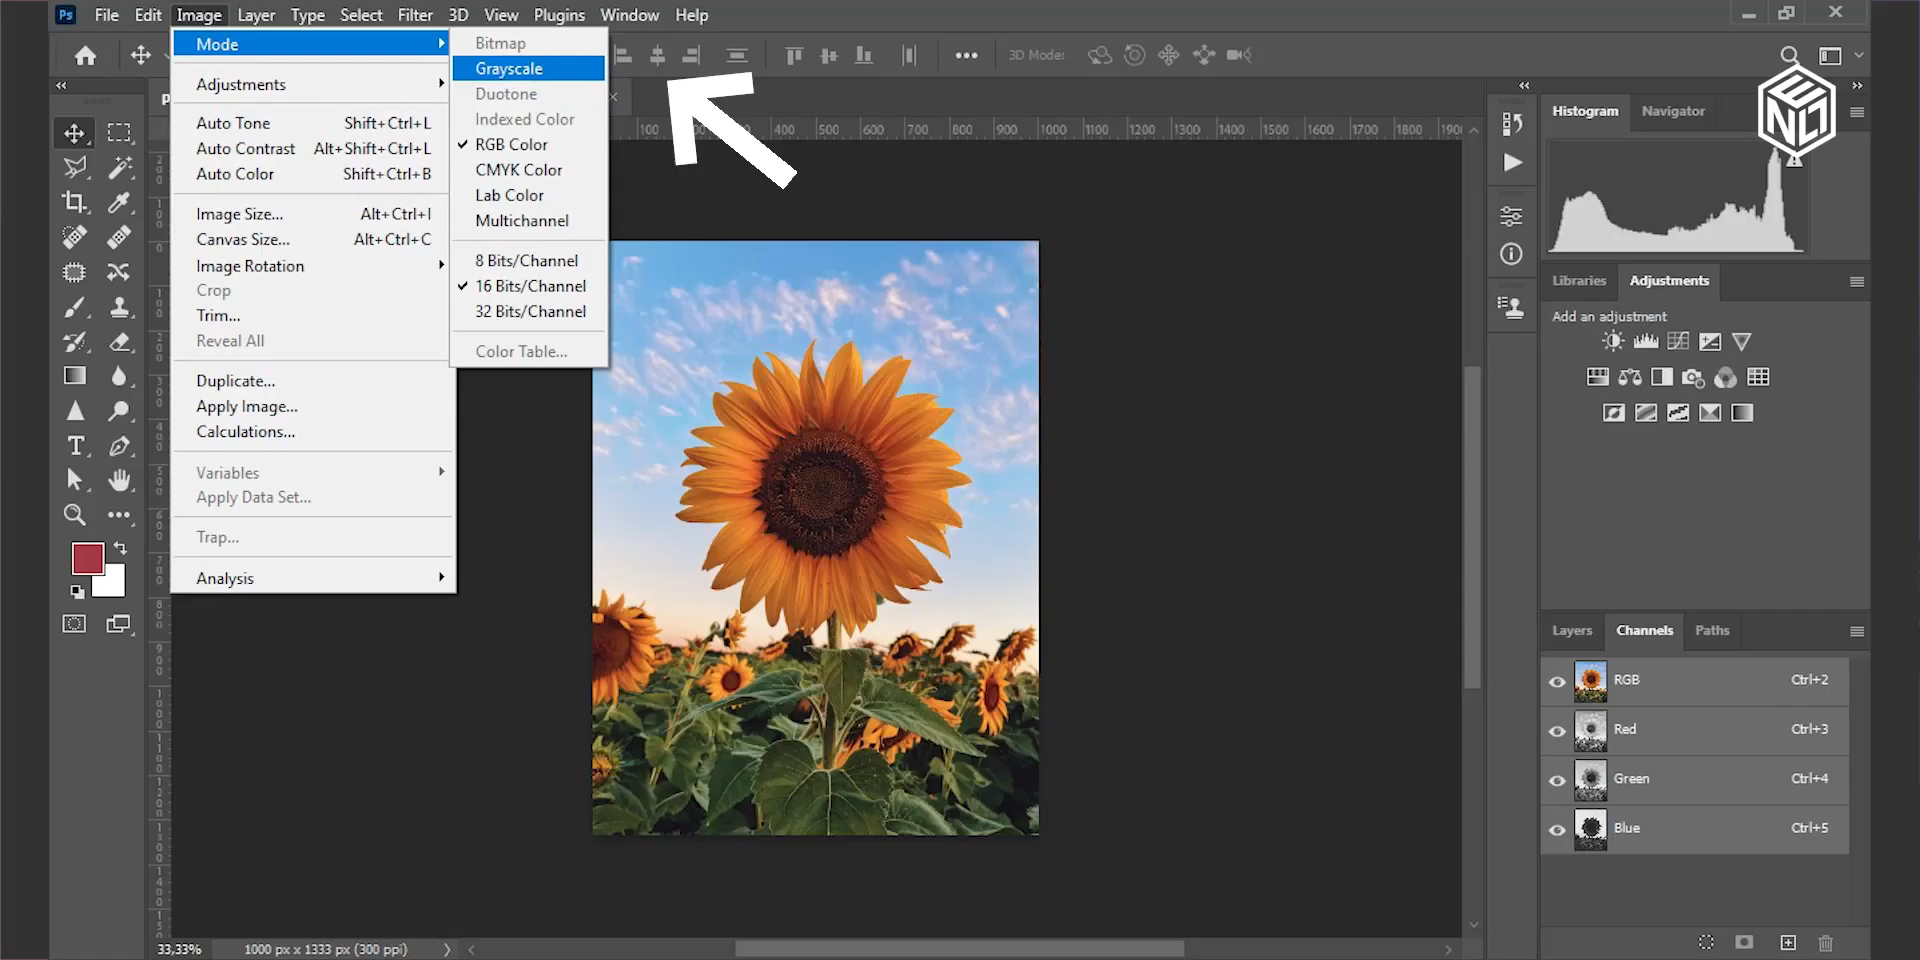 Ps File Edit Image Layer Type Select Filter 3D View Plugins Window Help
3D Mode:
Mode
Adjustments
Auto Tone Shift+Ctrl+L
Auto Contrast Alt+Shift+Ctrl+L
Auto Color Shift+Ctrl+B
Image Size... Alt+Ctrl+I
Canvas Size... Alt+Ctrl+C
Image Rotation
Crop
Trim...
Reveal All
Duplicate...
Apply Image...
Calculations...
Variables
Apply Data Set...
Trap...
Analysis
Bitmap
Grayscale
Duotone
Indexed Color
RGB Color
CMYK Color
Lab Color
Multichannel
8 Bits/Channel
16 Bits/Channel
32 Bits/Channel
Color Table...
100 400 500 600 700 800 900 1000 1100 1200 1300 1400 1500 1600 1700 1800 190
Histogram Navigator
Libraries Adjustments
Add an adjustment
Layers Channels Paths
RGB Ctrl+2
Red Ctrl+3
Green Ctrl+4
Blue Ctrl+5
33,33% 1000 px x 1333 px (300 ppi)